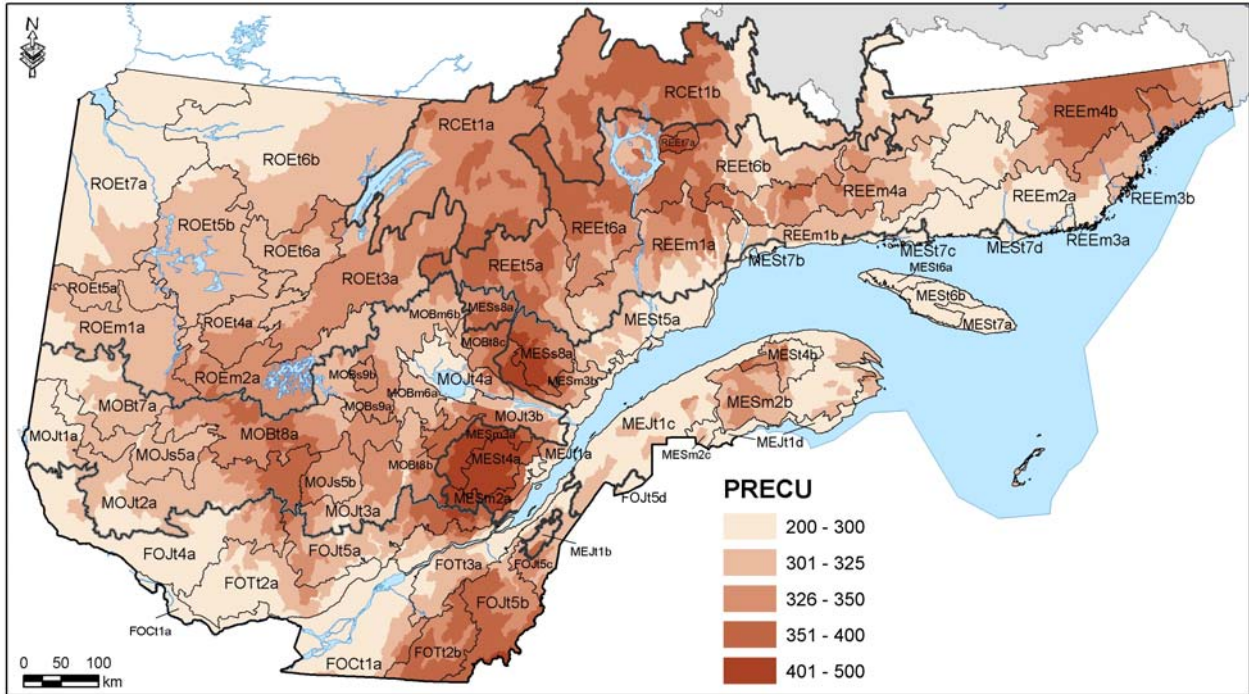 N
RCEt1b
RCEt1a
REEm4b
ROEt6b
REEt7a
REEt6b
ROEt7a
REEm4a
ROEt5b
REEm2a
REEm3b
ROEt6a
REEt6a
REEm1a
REEm1b
MESt7c
MESt7d
REEm3a
MESt7b
ROEt3a
REEt5a
MESt6a
ROEt5a
MESt6b
ROEm1a
ROEt4a
MOBm6b
MESs8a
MESt5a
MESt7a
MOBt8c
MESs8a
ROEm2a
MOBs9b
MOJt4a
MESm3b
MESt4b
MOBm6a
MOBt7a
MOBs9a
MOJt3b
MESm2b
MOJt1a
MOBt8a
MESm3a
MEJt1c
MOJs5a
MOBt8b
MESt4a
MEJt1a
MESm2c
MEJt1d
MOJt2a
MOJs5b
MESm2a
MOJt3a
FOJt5d
FOJt4a
FOJt5a
MEJt1b
FOTt2a
FOTt3a
FOJt5c
FOJt5b
FOCt1a
FOTt2b
FOCt1a
PRECU
200 - 300
301 - 325
326 - 350
351 - 400
401 - 500
0 50 100
km